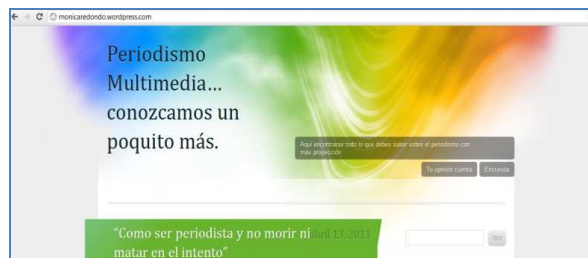 monicaredondo.wordpress.com
Periodismo
Multimedia...
conozcamos un
poquito más.
Aquí encontraras todo lo que debes saber sobre el periodismo con
más proyección
Tu opinión cuenta
Encuesta
"Como ser periodista y no morir ni
abril 13, 2011
matar en el intento"
GO